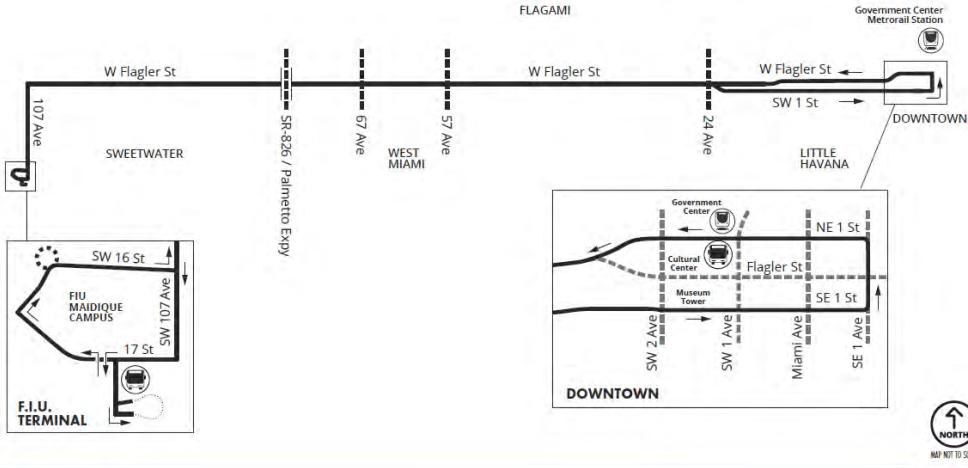 FLAGAMI
Government Center
Metrorail Station
W Flagler St
W Flagler St
W Flagler St
SW 1 St
107 Ave
SR-826 / Palmetto Expy
67 Ave
57 Ave
24 Ave
DOWNTOWN
SWEETWATER
WEST
MIAMI
LITTLE
HAVANA
SW 16 St
FIU
MAIDIQUE
CAMPUS
SW 107 Ave
17 St
F.I.U.
TERMINAL
Government
Center
NE 1 St
Cultural
Center
Flagler St
Museum
Tower
SE 1 St
SW 2 Ave
SW 1 Ave
Miami Ave
SE 1 Ave
DOWNTOWN
NORTH
MAP NOT TO